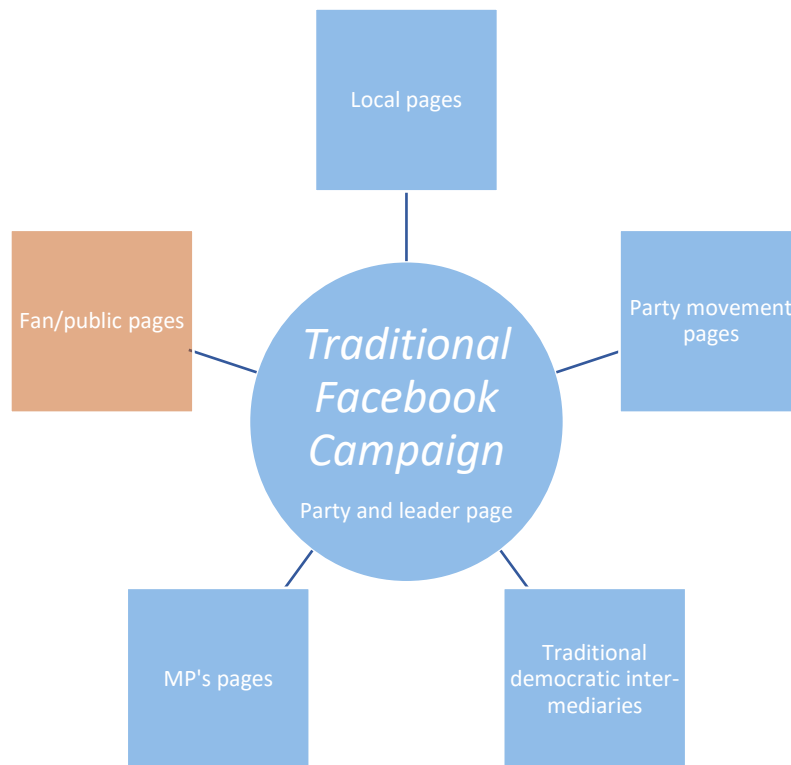 Local pages
Fan/public pages
Party movement
pages
Traditional
Facebook
Campaign
Party and leader page
MP's pages
Traditional
democratic inter-
mediaries